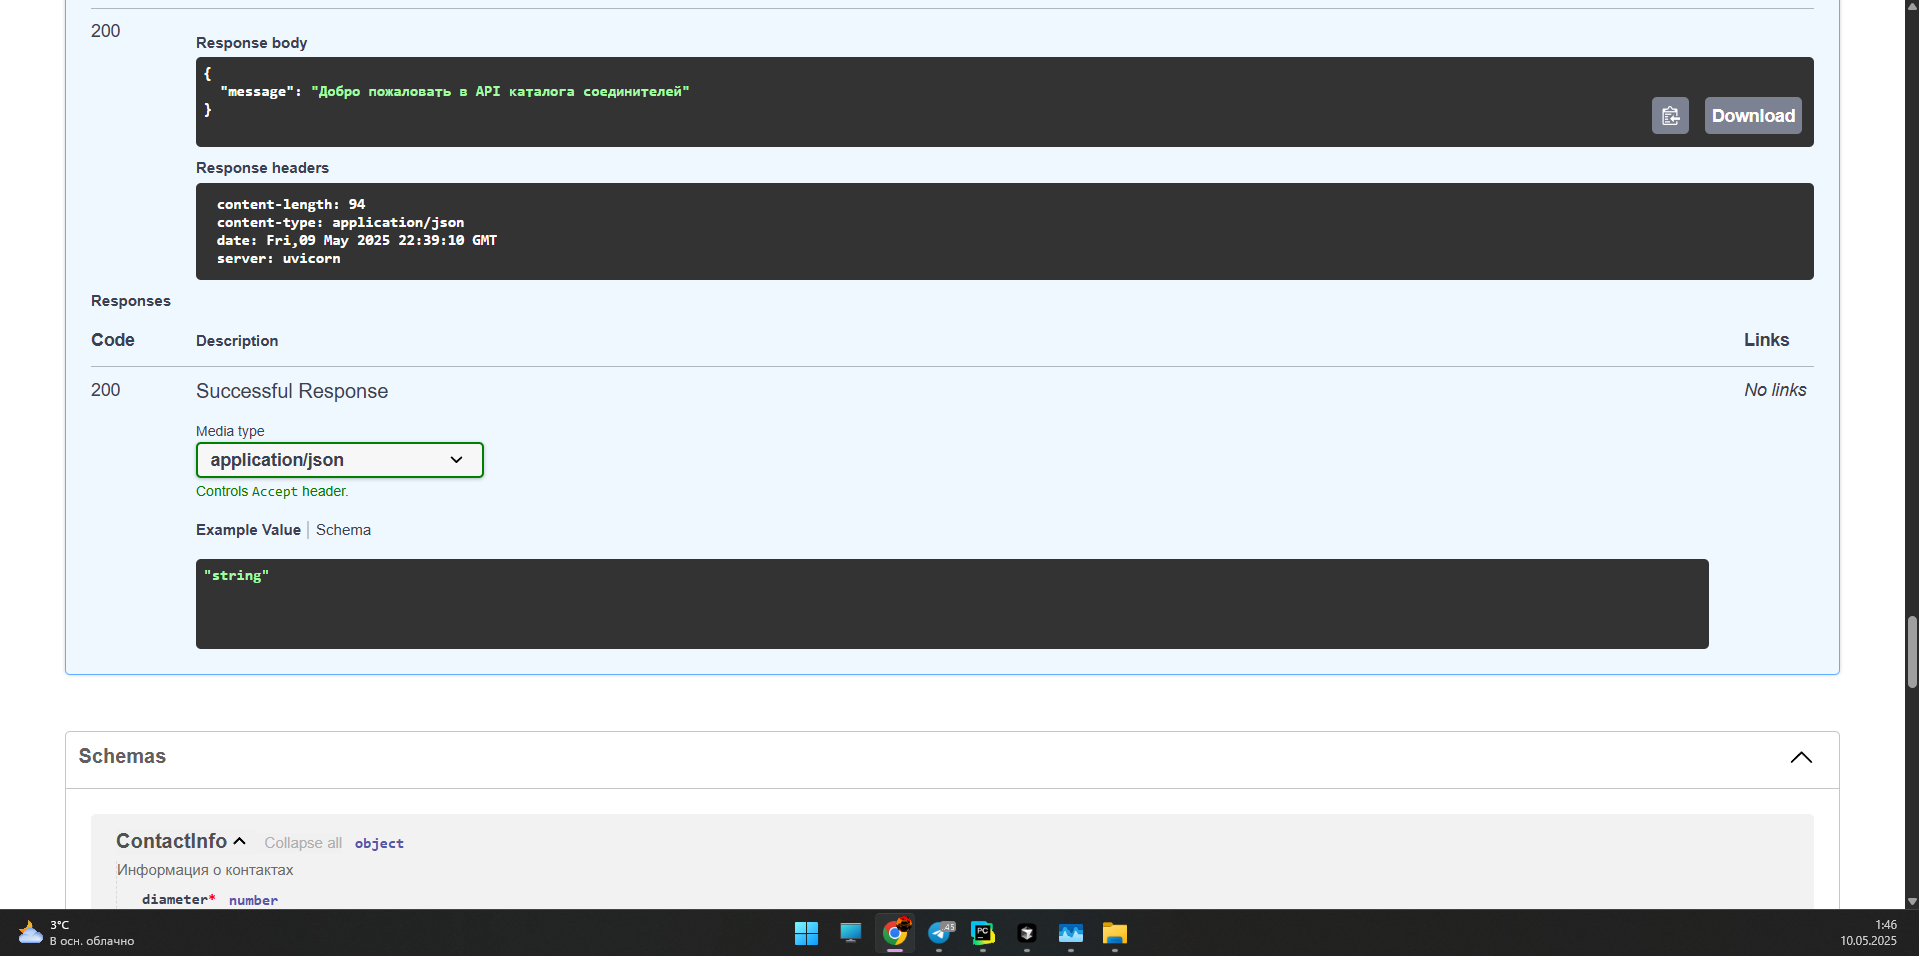 200
Response body
{
"message": "Добро пожаловать в API каталога соединителей"
}
Download
Response headers
content-length: 94
content-type: application/json
date: Fri,09 May 2025 22:39:10 GMT
server: uvicorn
Responses
Code Description Links
200 Successful Response No links
Media type
application/json
Controls Accept header.
Example Value Schema
"string"
Schemas
ContactInfo Collapse all object
Информация о контактах
diameter* number
3°C
В осн. облачно
45
PC
1:46
10.05.2025